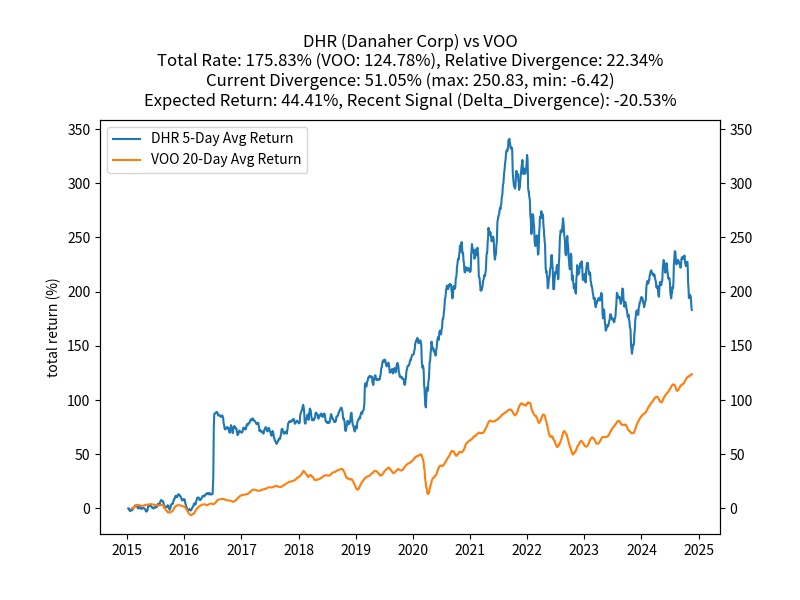 DHR (Danaher Corp) vs VOO
Total Rate: 175.83% (VOO: 124.78%), Relative Divergence: 22.34%
Current Divergence: 51.05% (max: 250.83, min: -6.42)
Expected Return: 44.41%, Recent Signal (Delta_Divergence): -20.53%
DHR 5-Day Avg Return
VOO 20-Day Avg Return
total return (%)
350 350
300 300
250 250
200 200
150 150
100 100
50 50
0 0
2015 2016 2017 2018 2019 2020 2021 2022 2023 2024 2025